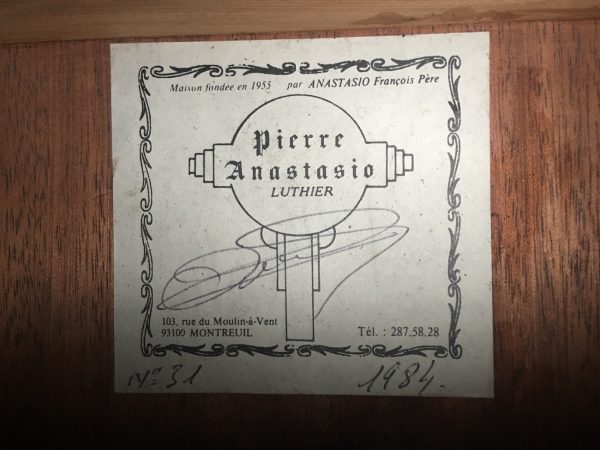 Maison fondée en 1955 par ANASTASIO François Père
Pierre
Anastasio
LUTHIER
103, rue du Moulin-à-Vent
93100 MONTREUIL
Tél. : 287.58.28
Nº 31
1984.